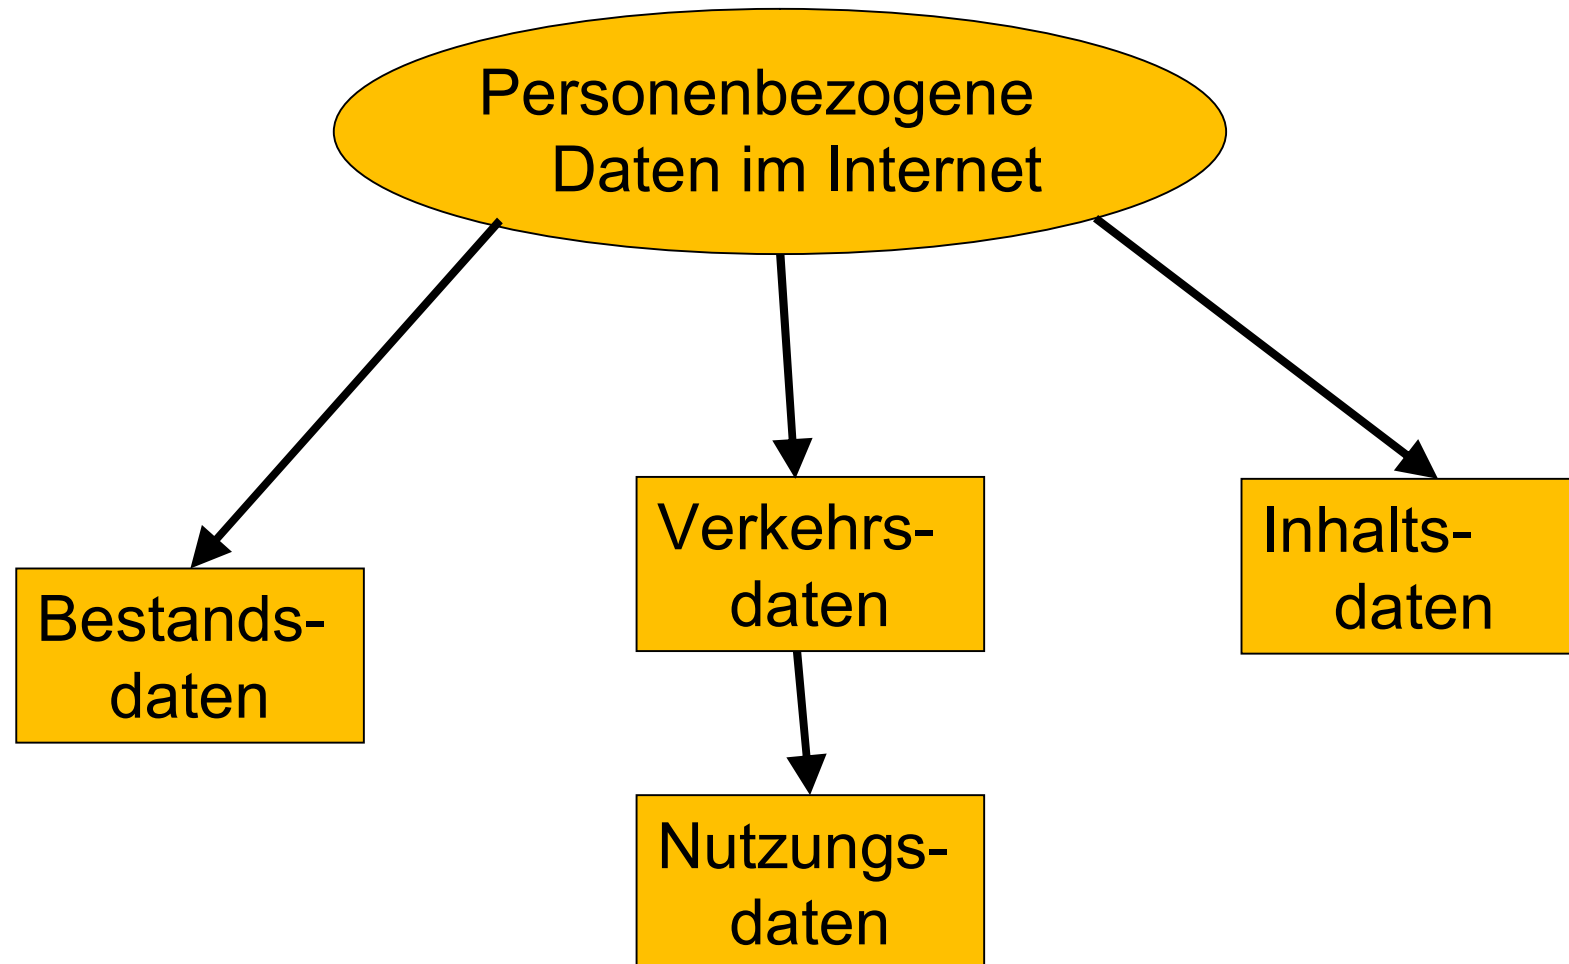 Personenbezogene
Daten im Internet
Bestands-
daten
Verkehrs-
daten
Inhalts-
daten
Nutzungs-
daten